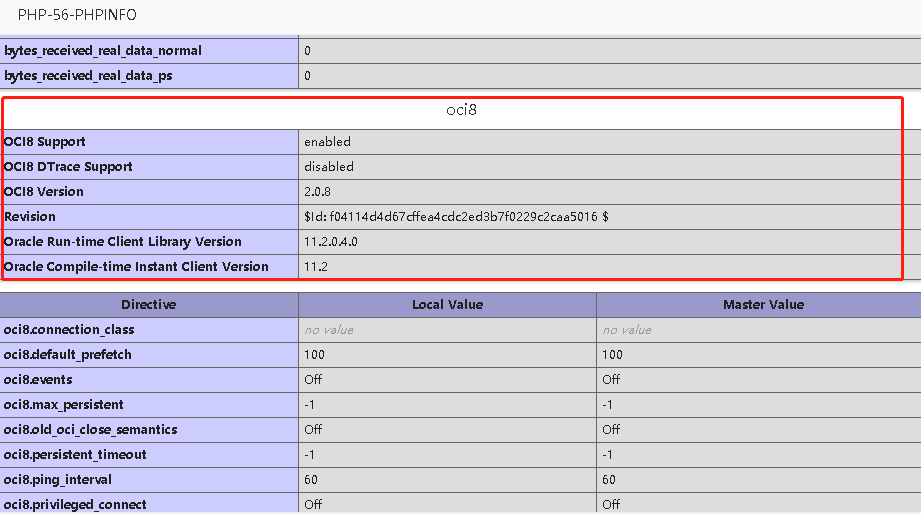 PHP-56-PHPINFO
bytes_received_real_data_normal 0
bytes_received_real_data_ps 0
oci8
OCI8 Support enabled
OCI8 DTrace Support disabled
OCI8 Version 2.0.8
Revision $Id: f04114d4d67cffea4cdc2ed3b7f0229c2caa5016 $
Oracle Run-time Client Library Version 11.2.0.4.0
Oracle Compile-time Instant Client Version 11.2
Directive Local Value Master Value
oci8.connection_class no value no value
oci8.default_prefetch 100 100
oci8.events Off Off
oci8.max_persistent -1 -1
oci8.old_oci_close_semantics Off Off
oci8.persistent_timeout -1 -1
oci8.ping_interval 60 60
oci8.privileged_connect Off Off